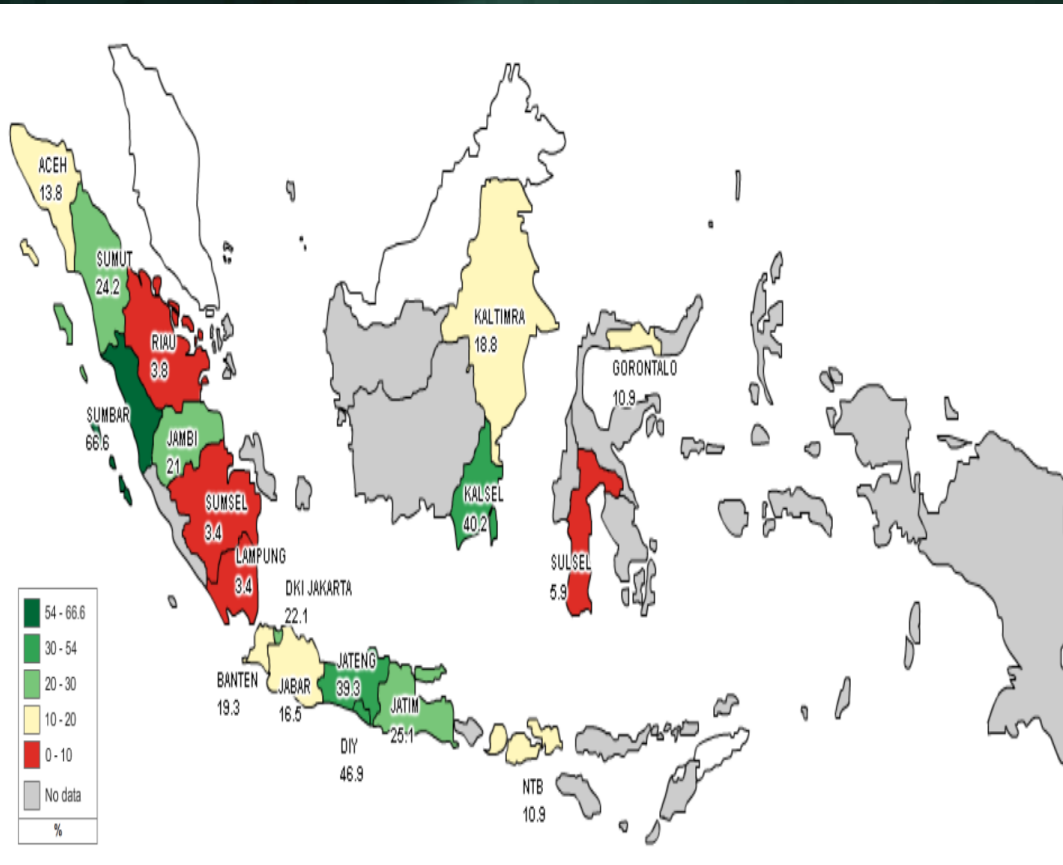 ACEH
13.8
SUMUT
24.2
RIAU
3.8
SUMBAR
66.6
JAMBI
21
SUMSEL
3.4
LAMPUNG
3.4
DKI JAKARTA
22.1
BANTEN
19.3
JABAR
16.5
JATENG
39.3
DIY
46.9
JATIM
25.1
NTB
10.9
KALTIMRA
18.8
KALSEL
40.2
GORONTALO
10.9
SULSEL
5.9
54 - 66.6
30 - 54
20 - 30
10 - 20
0 - 10
No data
%